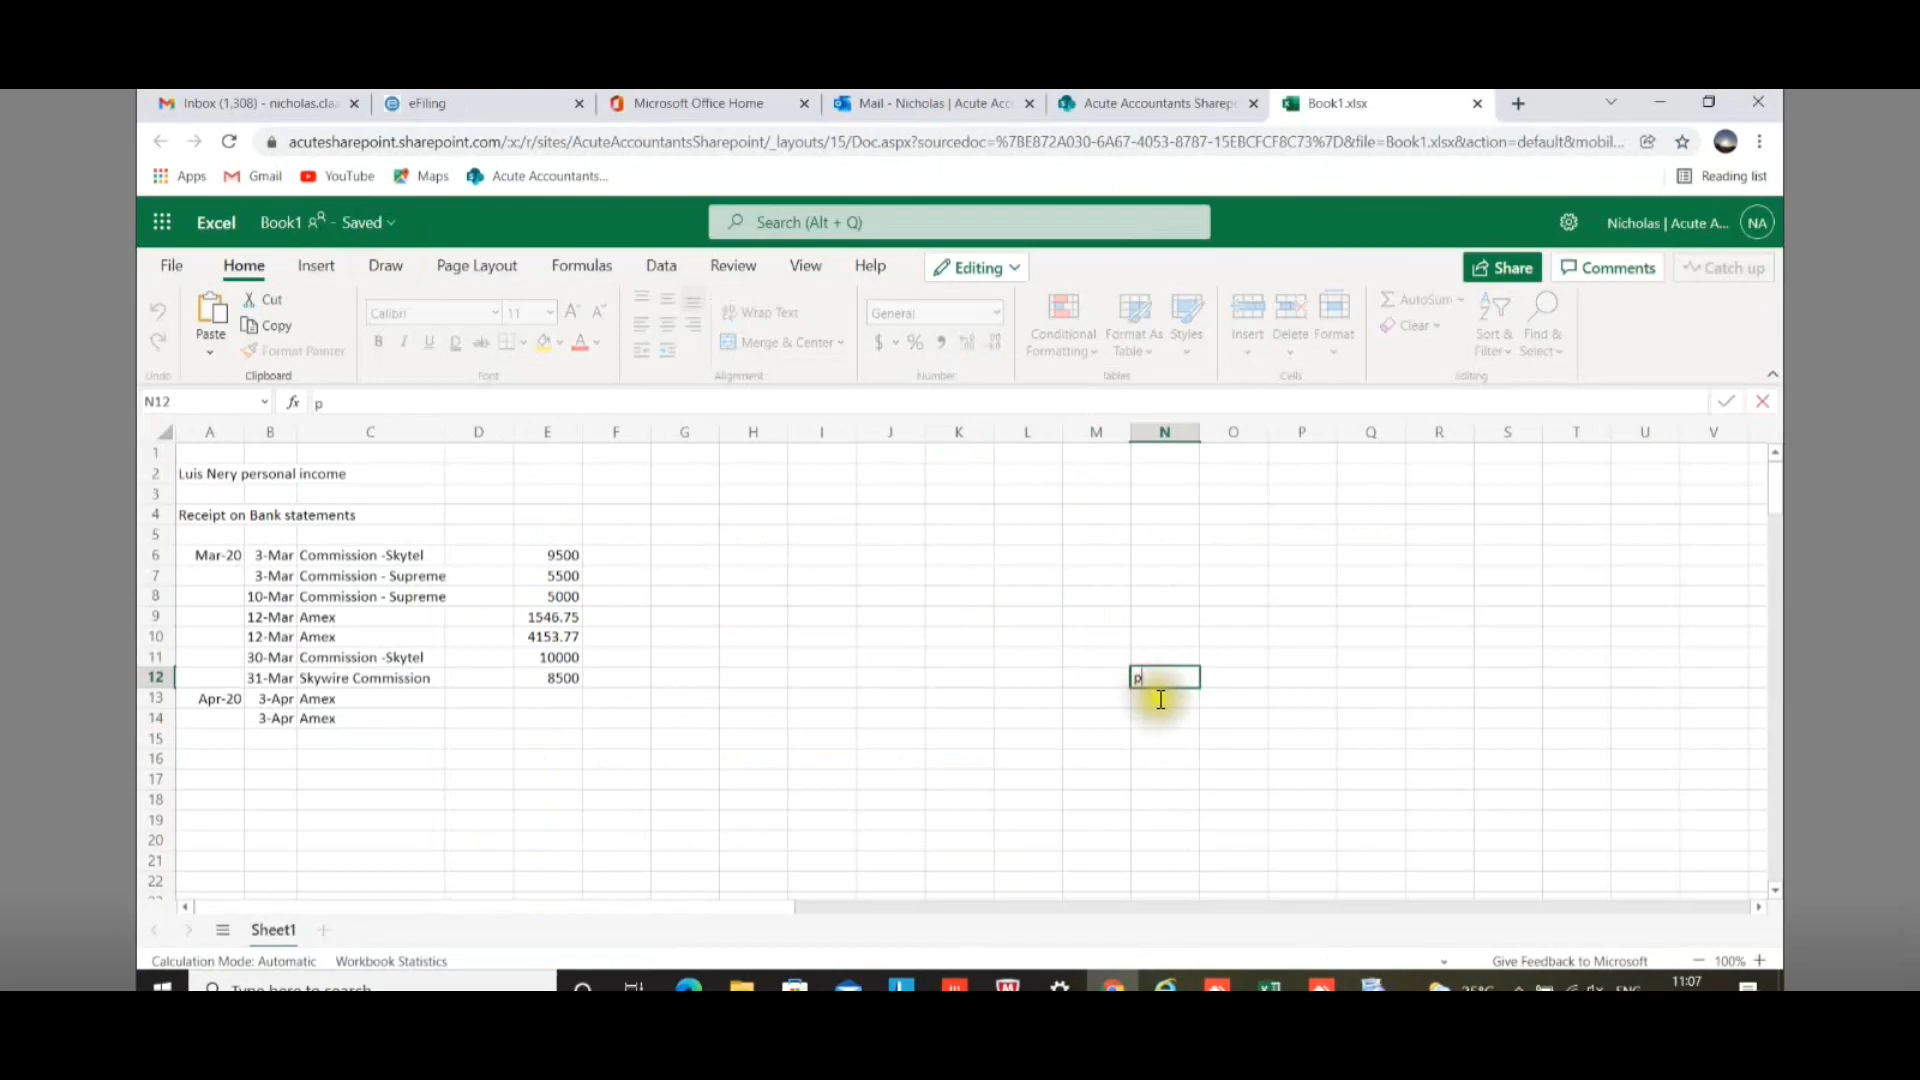 Inbox (1,308) - nicholas.cla
eFiling
Microsoft Office Home
Mail - Nicholas | Acute Acc
Acute Accountants Sharep
Book1.xlsx
acutesharepoint.sharepoint.com/:x:/r/sites/AcuteAccountantsSharepoint/_layouts/15/Doc.aspx?sourcedoc=%7BE872A030-6A67-4053-8787-15EBCFCF8C73%7D&file=Book1.xlsx&action=default&mobil...
Apps Gmail YouTube Maps Acute Accountants... Reading list
Excel Book1 - Saved Search (Alt + Q) Nicholas | Acute A... NA
File Home Insert Draw Page Layout Formulas Data Review View Help Editing Share Comments Catch up
Paste Cut Copy Format Painter
Calibri 11
Wrap Text
Merge & Center
General
Conditional Formatting Format As Table Styles
Insert Delete Format
AutoSum Clear
Sort & Filter Find & Select
Undo Clipboard Font Alignment Number Tables Cells Editing
N12 fx p
A B C D E F G H I J K L M N O P Q R S T U V
1
2 Luis Nery personal income
3
4 Receipt on Bank statements
5
6 Mar-20 3-Mar Commission -Skytel 9500
7 3-Mar Commission - Supreme 5500
8 10-Mar Commission - Supreme 5000
9 12-Mar Amex 1546.75
10 12-Mar Amex 4153.77
11 30-Mar Commission -Skytel 10000
12 31-Mar Skywire Commission 8500 p
13 Apr-20 3-Apr Amex
14 3-Apr Amex
15
16
17
18
19
20
21
22
Sheet1
Calculation Mode: Automatic Workbook Statistics Give Feedback to Microsoft 100%
Type here to search 25°C ENG 11:07